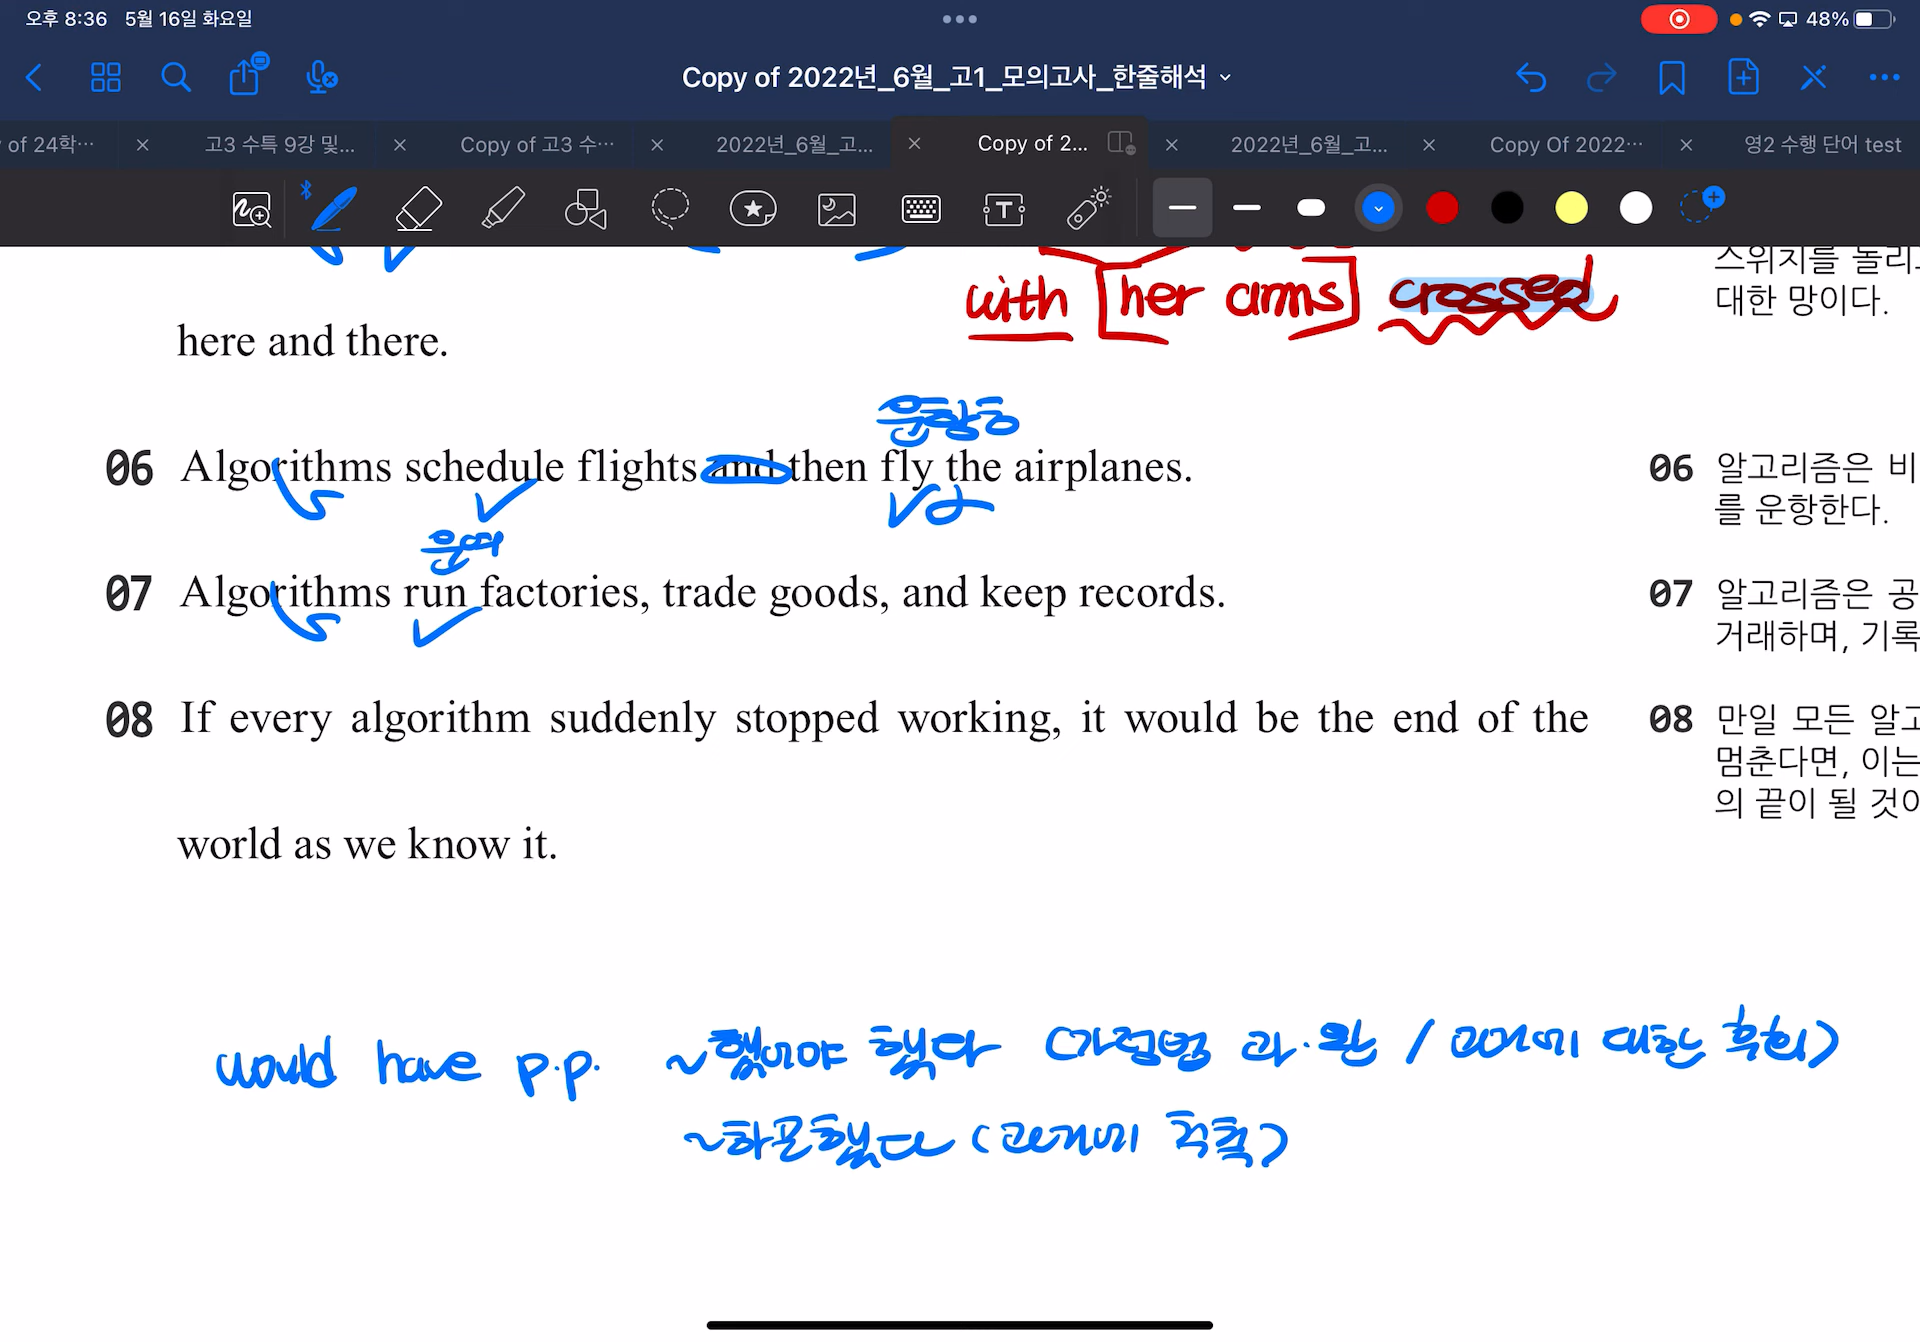 오후 8:36 5월 16일 화요일
48%
Copy of 2022년_6월_고1_모의고사_한줄해석
of 24학…
고3 수특 9강 및...
Copy of 고3 수…
2022년_6월_고...
Copy of 2...
2022년_6월_고...
Copy Of 2022…
영2 수행 단어 test
with her arms crossed
스위치를 돌리고
대한 망이다.
here and there.
운항하
06 Algorithms schedule flights and then fly the airplanes.
06 알고리즘은 비
를 운항한다.
운영
07 Algorithms run factories, trade goods, and keep records.
07 알고리즘은 공
거래하며, 기록
08 If every algorithm suddenly stopped working, it would be the end of the
08 만일 모든 알고
멈춘다면, 이는
의 끝이 될 것이
world as we know it.
would have p.p. ~했어야 했다 (가정법 과·완 / 과거에 대한 후회)
~하곤했다 (과거에